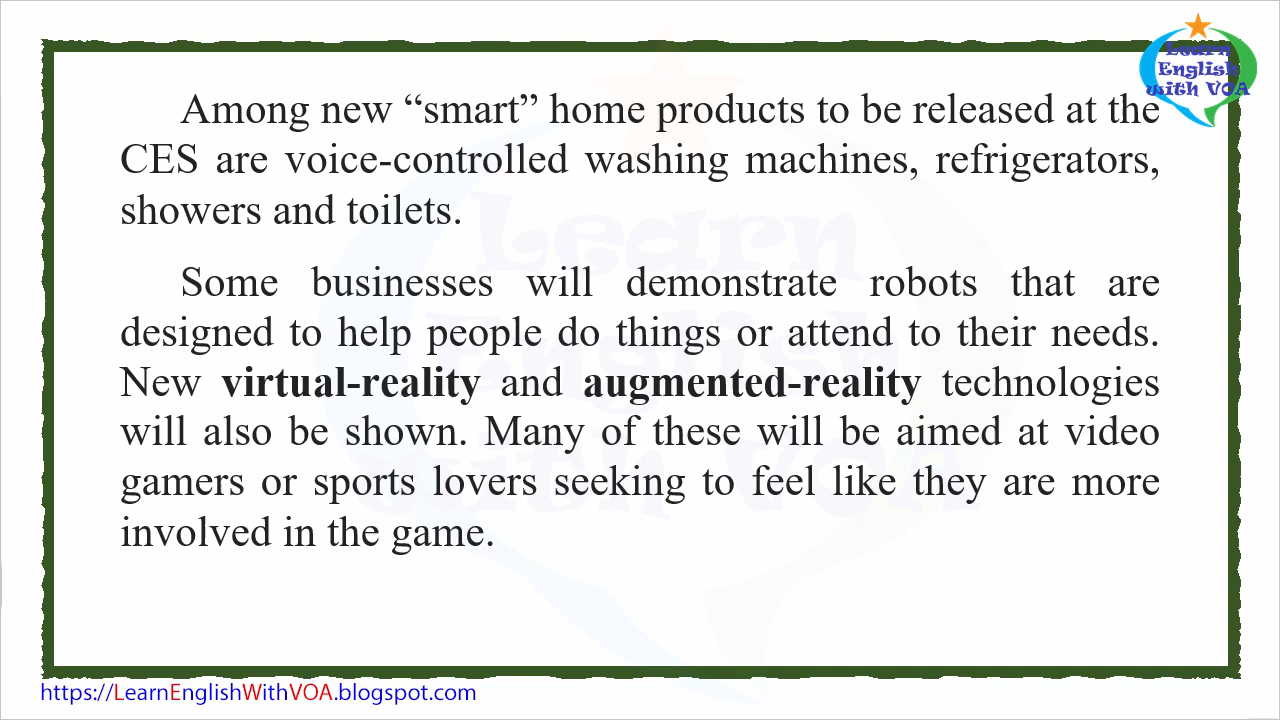 Learn
English
with VOA
Among new “smart” home products to be released at the
CES are voice-controlled washing machines, refrigerators,
showers and toilets.
Some businesses will demonstrate robots that are
designed to help people do things or attend to their needs.
New virtual-reality and augmented-reality technologies
will also be shown. Many of these will be aimed at video
gamers or sports lovers seeking to feel like they are more
involved in the game.
Learn
English
with VOA
https://LearnEnglishWithVOA.blogspot.com